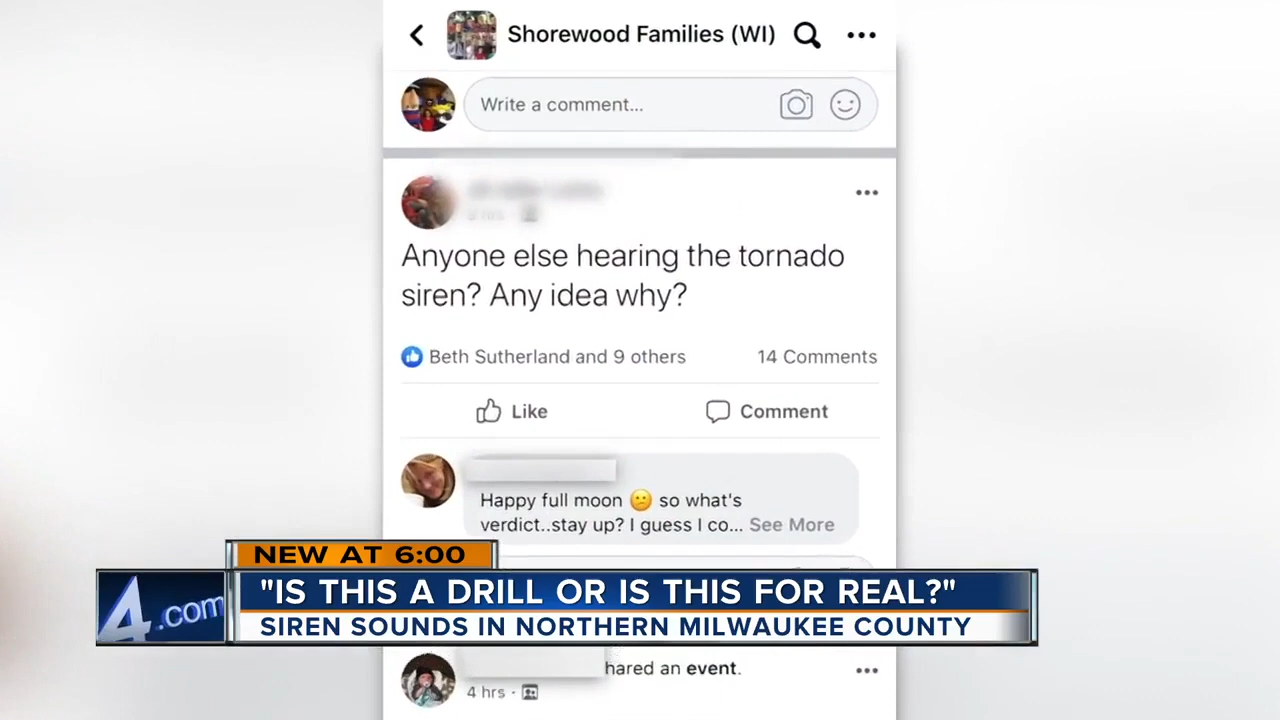 Shorewood Families (WI)
Write a comment...
Anyone else hearing the tornado
siren? Any idea why?
Beth Sutherland and 9 others 14 Comments
Like Comment
Happy full moon 😕 so what's
verdict..stay up? I guess I co... See More
NEW AT 6:00
4.com
"IS THIS A DRILL OR IS THIS FOR REAL?"
SIREN SOUNDS IN NORTHERN MILWAUKEE COUNTY
hared an event.
4 hrs ·